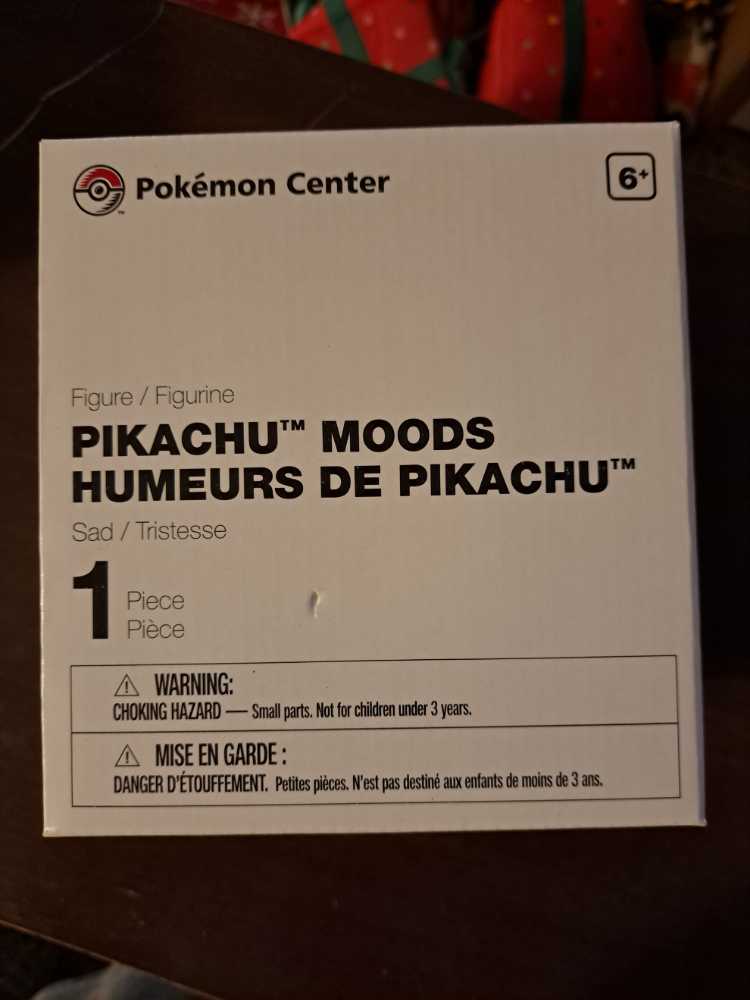 Pokémon Center
6+
Figure / Figurine
PIKACHU™ MOODS
HUMEURS DE PIKACHU™
Sad / Tristesse
1 Piece
Pièce
⚠ WARNING:
CHOKING HAZARD — Small parts. Not for children under 3 years.
⚠ MISE EN GARDE :
DANGER D'ÉTOUFFEMENT. Petites pièces. N'est pas destiné aux enfants de moins de 3 ans.